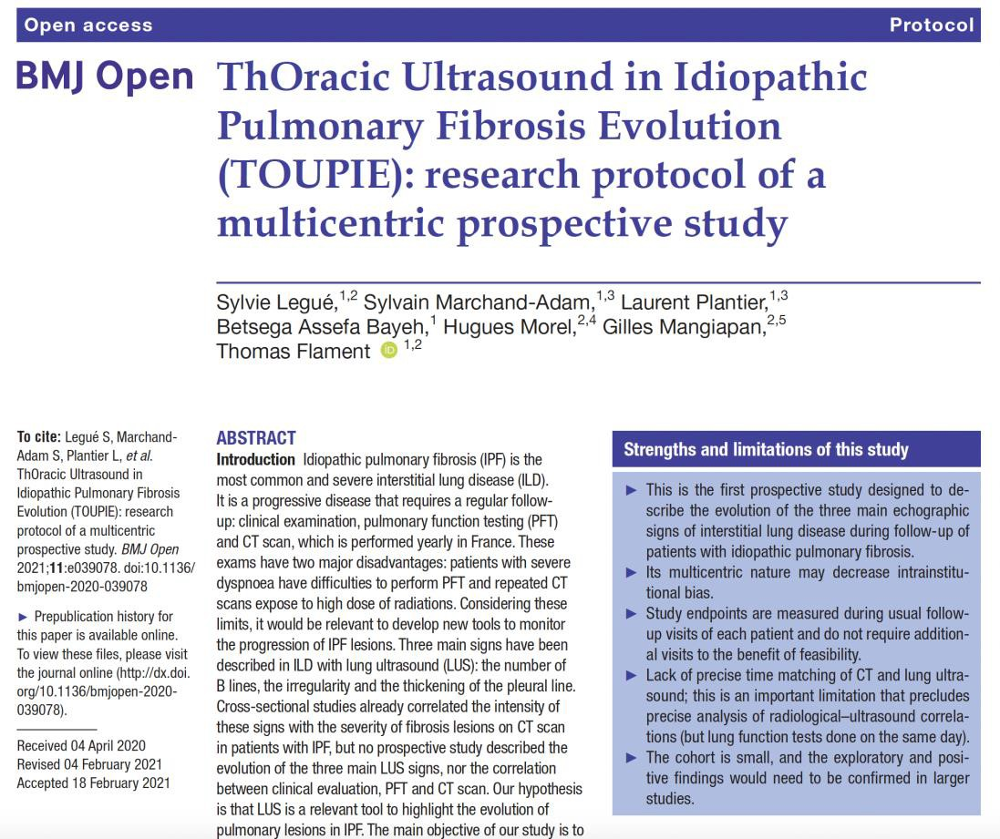 Open access
Protocol
BMJ Open
ThOracic Ultrasound in Idiopathic
Pulmonary Fibrosis Evolution
(TOUPIE): research protocol of a
multicentric prospective study
Sylvie Legué,1,2 Sylvain Marchand-Adam,1,3 Laurent Plantier,1,3
Betsega Assefa Bayeh,1 Hugues Morel,2,4 Gilles Mangiapan,2,5
Thomas Flament iD 1,2
To cite: Legué S, Marchand-
Adam S, Plantier L, et al.
ThOracic Ultrasound in
Idiopathic Pulmonary Fibrosis
Evolution (TOUPIE): research
protocol of a multicentric
prospective study. BMJ Open
2021;11:e039078. doi:10.1136/
bmjopen-2020-039078
► Prepublication history for
this paper is available online.
To view these files, please visit
the journal online (http://dx.doi.
org/10.1136/bmjopen-2020-
039078).
Received 04 April 2020
Revised 04 February 2021
Accepted 18 February 2021
ABSTRACT
Introduction Idiopathic pulmonary fibrosis (IPF) is the
most common and severe interstitial lung disease (ILD).
It is a progressive disease that requires a regular follow-
up: clinical examination, pulmonary function testing (PFT)
and CT scan, which is performed yearly in France. These
exams have two major disadvantages: patients with severe
dyspnoea have difficulties to perform PFT and repeated CT
scans expose to high dose of radiations. Considering these
limits, it would be relevant to develop new tools to monitor
the progression of IPF lesions. Three main signs have been
described in ILD with lung ultrasound (LUS): the number of
B lines, the irregularity and the thickening of the pleural line.
Cross-sectional studies already correlated the intensity of
these signs with the severity of fibrosis lesions on CT scan
in patients with IPF, but no prospective study described the
evolution of the three main LUS signs, nor the correlation
between clinical evaluation, PFT and CT scan. Our hypothesis
is that LUS is a relevant tool to highlight the evolution of
pulmonary lesions in IPF. The main objective of our study is to
Strengths and limitations of this study
► This is the first prospective study designed to de-
scribe the evolution of the three main echographic
signs of interstitial lung disease during follow-up of
patients with idiopathic pulmonary fibrosis.
► Its multicentric nature may decrease intrainstitu-
tional bias.
► Study endpoints are measured during usual follow-
up visits of each patient and do not require addition-
al visits to the benefit of feasibility.
► Lack of precise time matching of CT and lung ultra-
sound; this is an important limitation that precludes
precise analysis of radiological–ultrasound correla-
tions (but lung function tests done on the same day).
► The cohort is small, and the exploratory and posi-
tive findings would need to be confirmed in larger
studies.